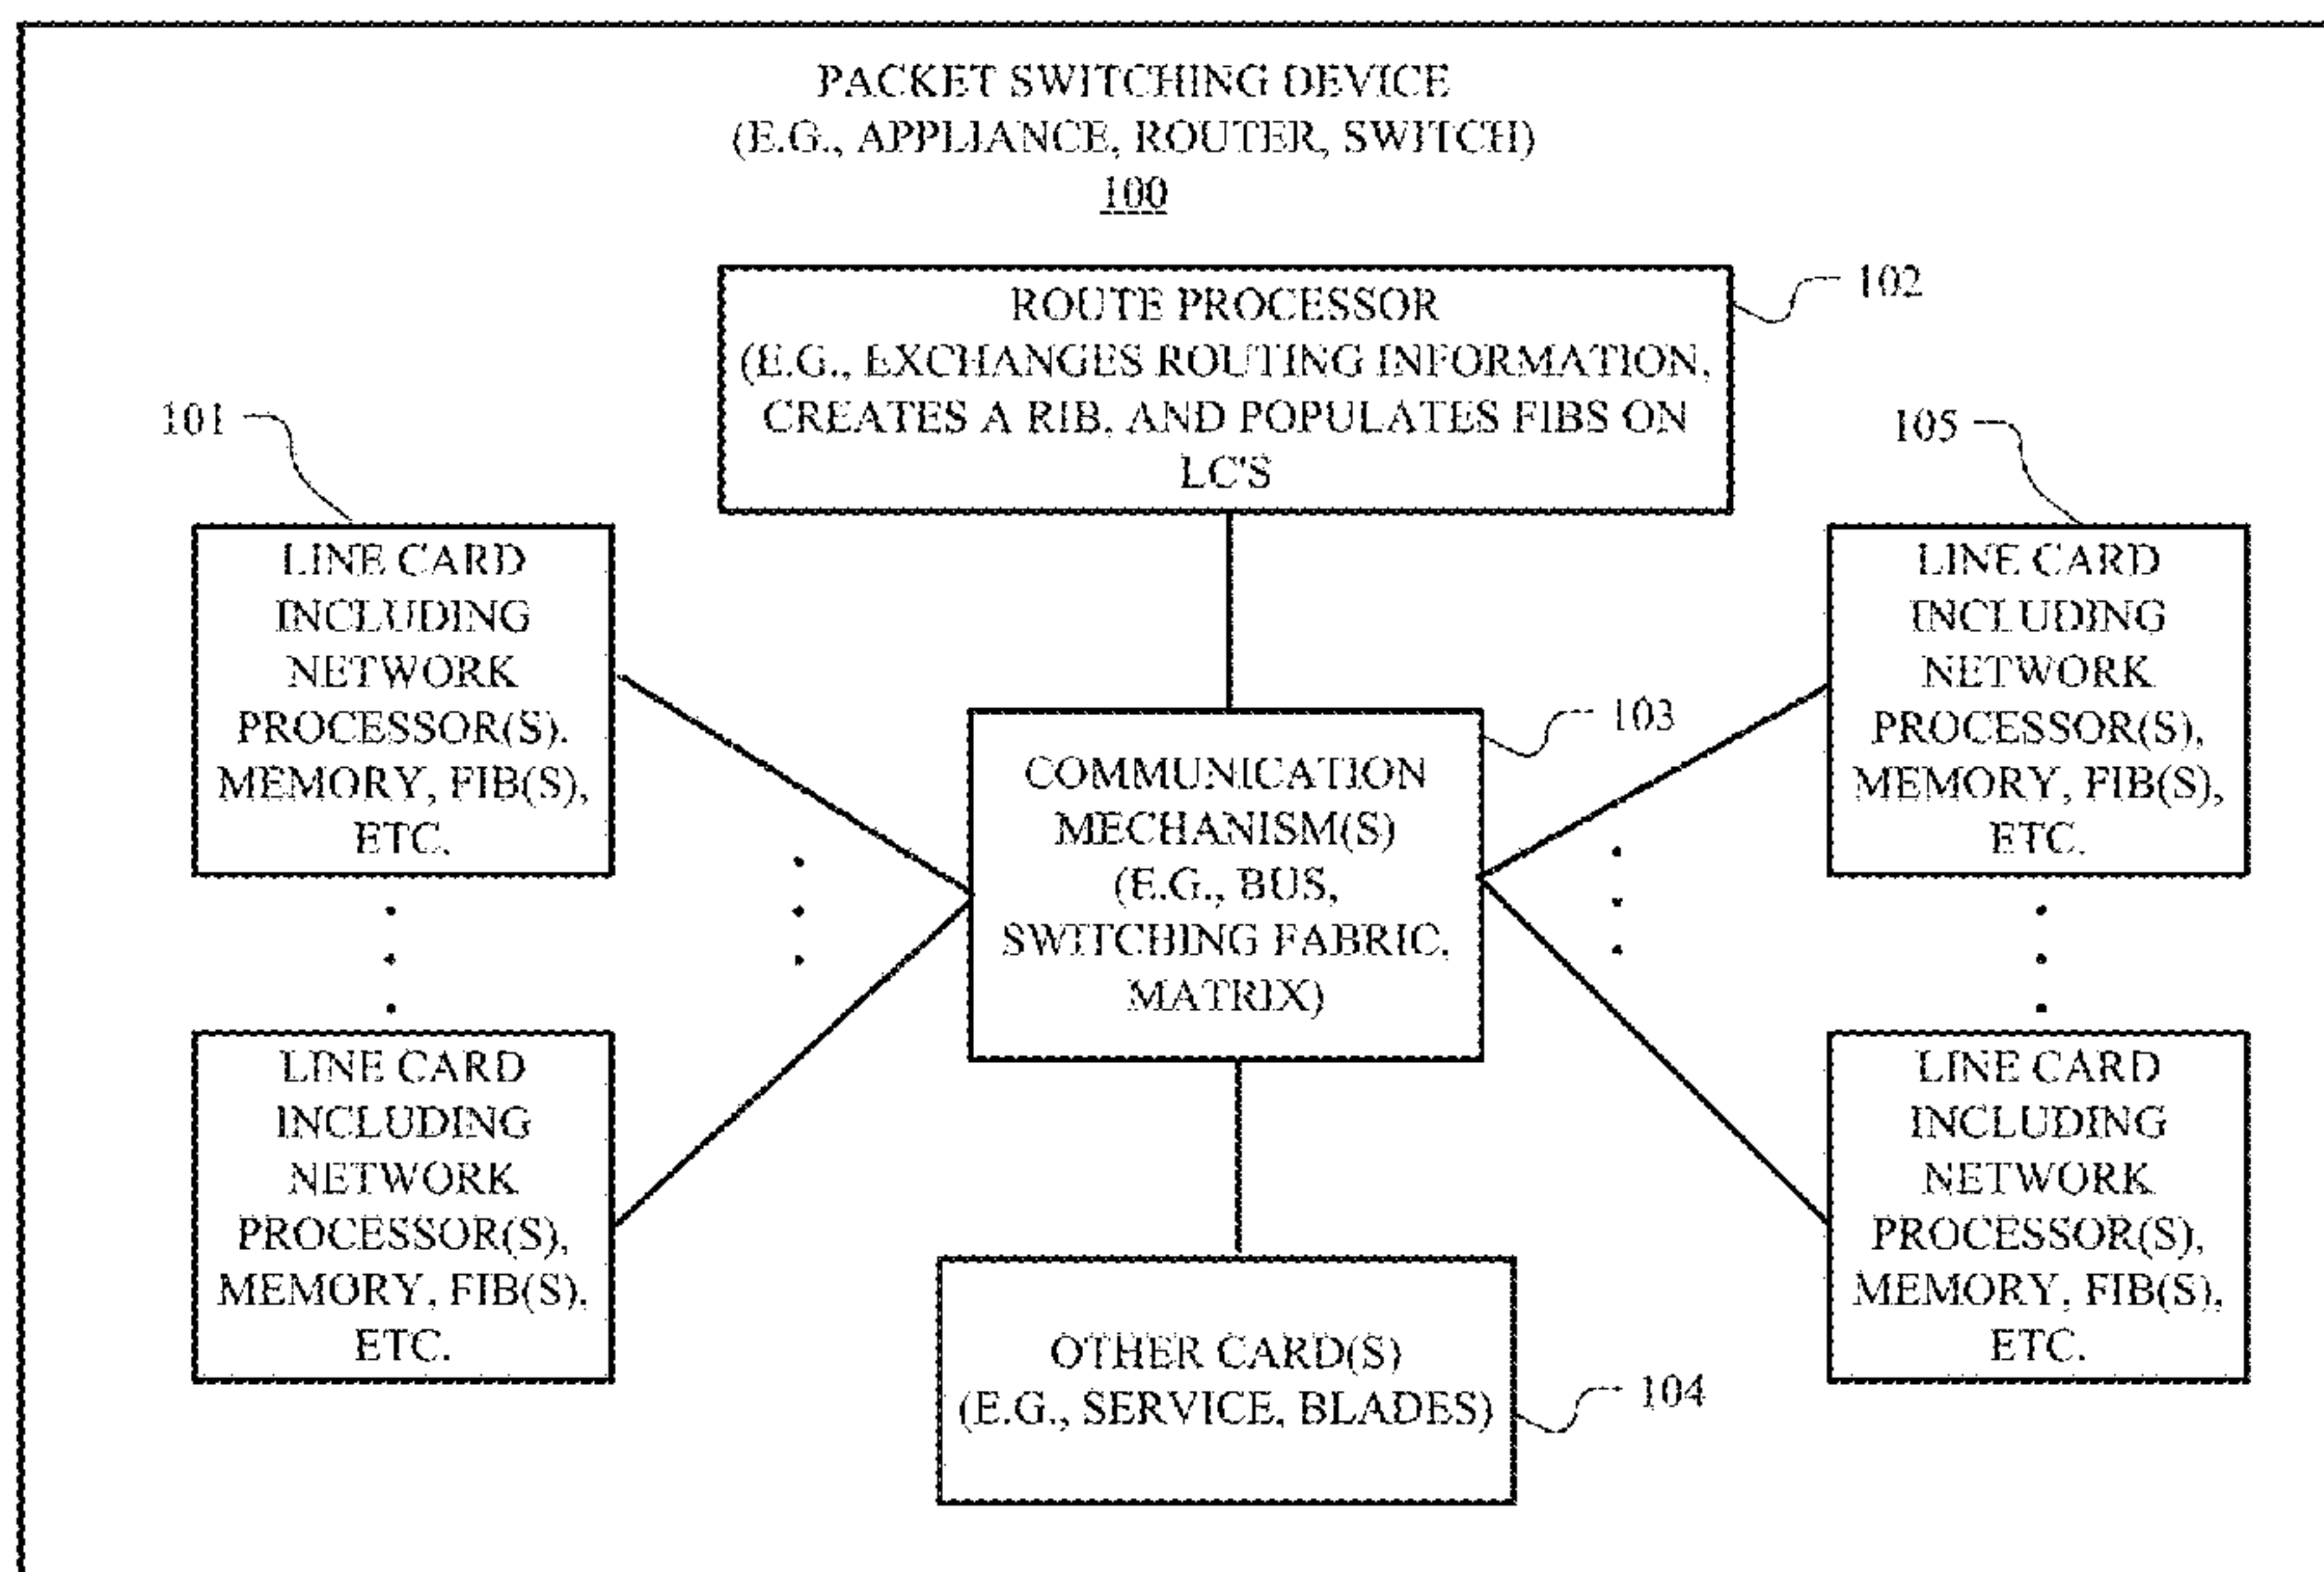 PACKET SWITCHING DEVICE
(E.G., APPLIANCE, ROUTER, SWITCH)
100
ROUTE PROCESSOR
(E.G., EXCHANGES ROUTING INFORMATION,
CREATES A RIB, AND POPULATES FIBS ON
LC'S
102
101
LINE CARD
INCLUDING
NETWORK
PROCESSOR(S).
MEMORY, FIB(S),
ETC.
105
LINE CARD
INCLUDING
NETWORK
PROCESSOR(S),
MEMORY, FIB(S),
ETC.
103
COMMUNICATION
MECHANISM(S)
(E.G., BUS,
SWITCHING FABRIC,
MATRIX)
LINE CARD
INCLUDING
NETWORK
PROCESSOR(S),
MEMORY, FIB(S),
ETC.
LINE CARD
INCLUDING
NETWORK
PROCESSOR(S),
MEMORY, FIB(S),
ETC.
OTHER CARD(S)
(E.G., SERVICE, BLADES)
104